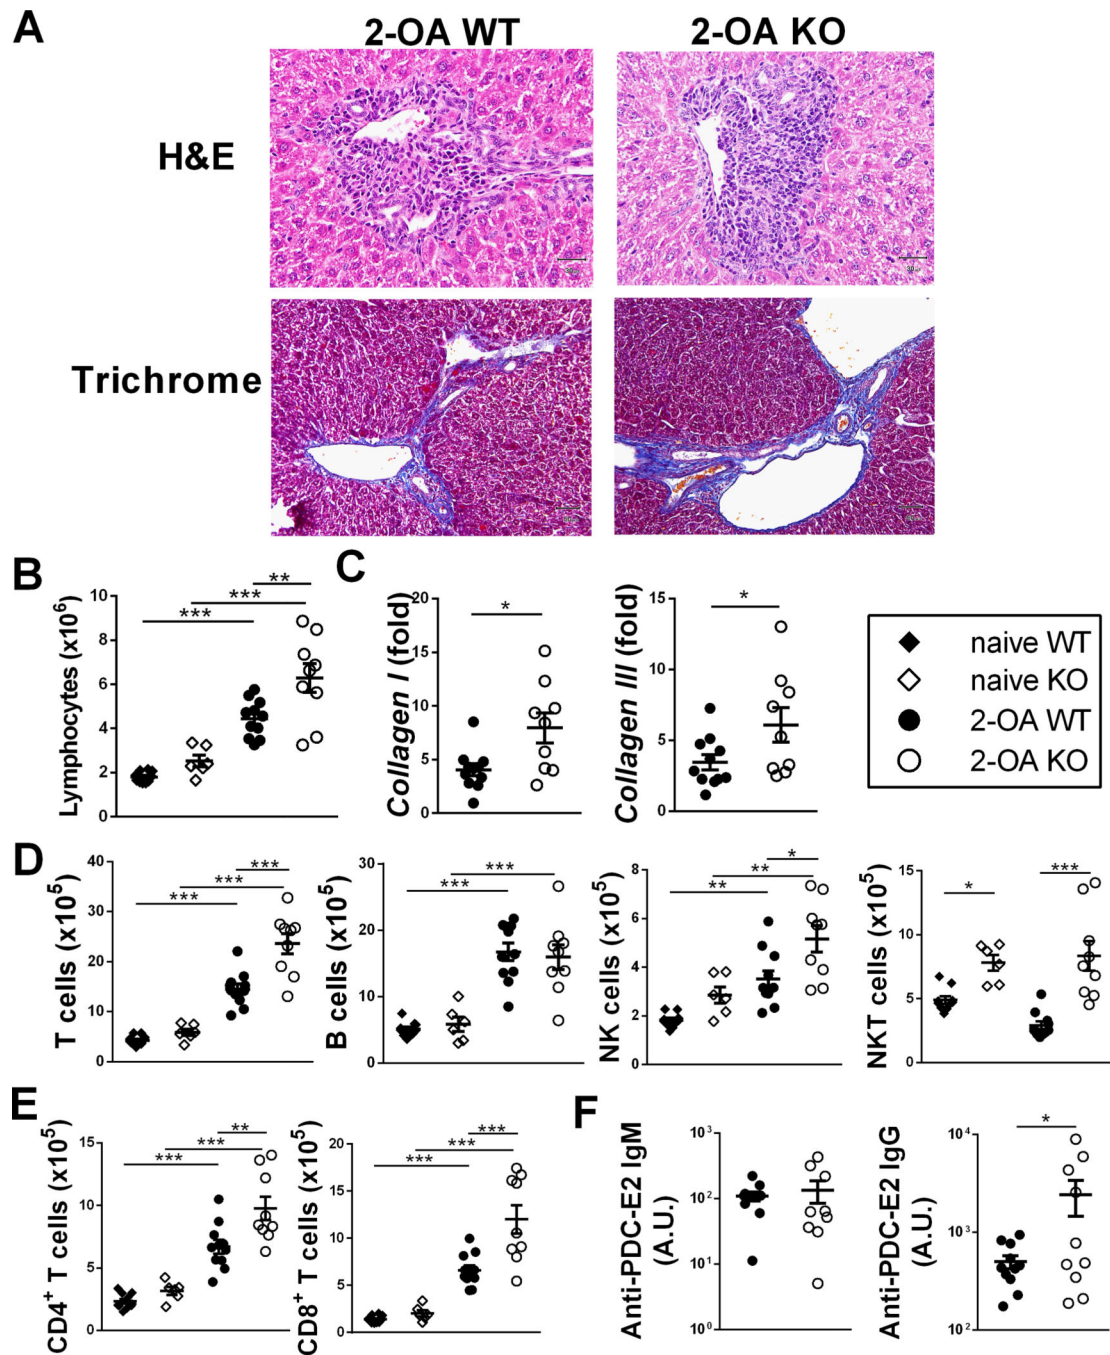 A
2-OA WT
2-OA KO
H&E
Trichrome
B
Lymphocytes (x10⁶)
10
8
6
4
2
0
***
***
**
C
Collagen I (fold)
20
15
10
5
0
*
Collagen III (fold)
15
10
5
0
*
naive WT
naive KO
2-OA WT
2-OA KO
D
T cells (x10⁵)
40
30
20
10
0
***
***
***
B cells (x10⁵)
30
20
10
0
***
***
NK cells (x10⁵)
8
6
4
2
0
**
**
*
NKT cells (x10⁵)
15
10
5
0
*
***
E
CD4⁺ T cells (x10⁵)
15
10
5
0
***
***
**
CD8⁺ T cells (x10⁵)
20
15
10
5
0
***
***
***
F
Anti-PDC-E2 IgM
(A.U.)
10³
10²
10¹
10⁰
Anti-PDC-E2 IgG
(A.U.)
10⁴
10³
10²
*